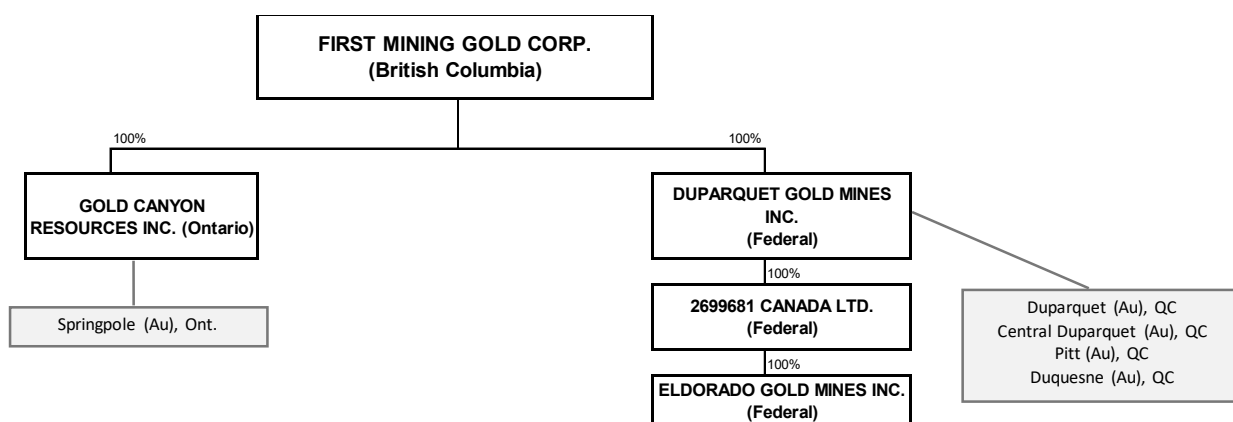 FIRST MINING GOLD CORP.
(British Columbia)
100%
100%
GOLD CANYON
RESOURCES INC. (Ontario)
DUPARQUET GOLD MINES
INC.
(Federal)
100%
Springpole (Au), Ont.
2699681 CANADA LTD.
(Federal)
Duparquet (Au), QC
Central Duparquet (Au), QC
Pitt (Au), QC
Duquesne (Au), QC
100%
ELDORADO GOLD MINES INC.
(Federal)